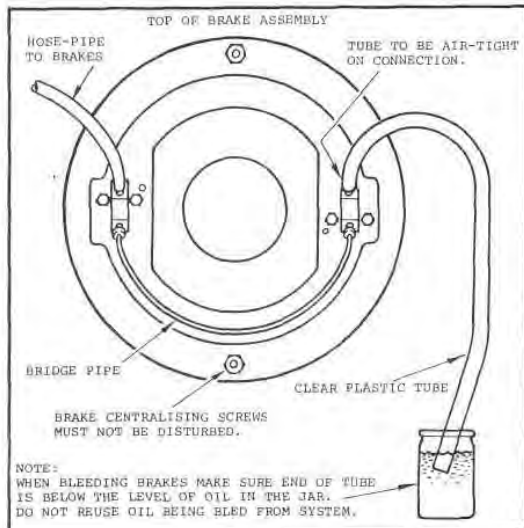 TOP OF BRAKE ASSEMBLY
HOSE-PIPE
TO BRAKES
TUBE TO BE AIR-TIGHT
ON CONNECTION.
BRIDGE PIPE
CLEAR PLASTIC TUBE
BRAKE CENTRALISING SCREWS
MUST NOT BE DISTURBED.
NOTE:
WHEN BLEEDING BRAKES MAKE SURE END OF TUBE
IS BELOW THE LEVEL OF OIL IN THE JAR.
DO NOT REUSE OIL BEING BLED FROM SYSTEM.